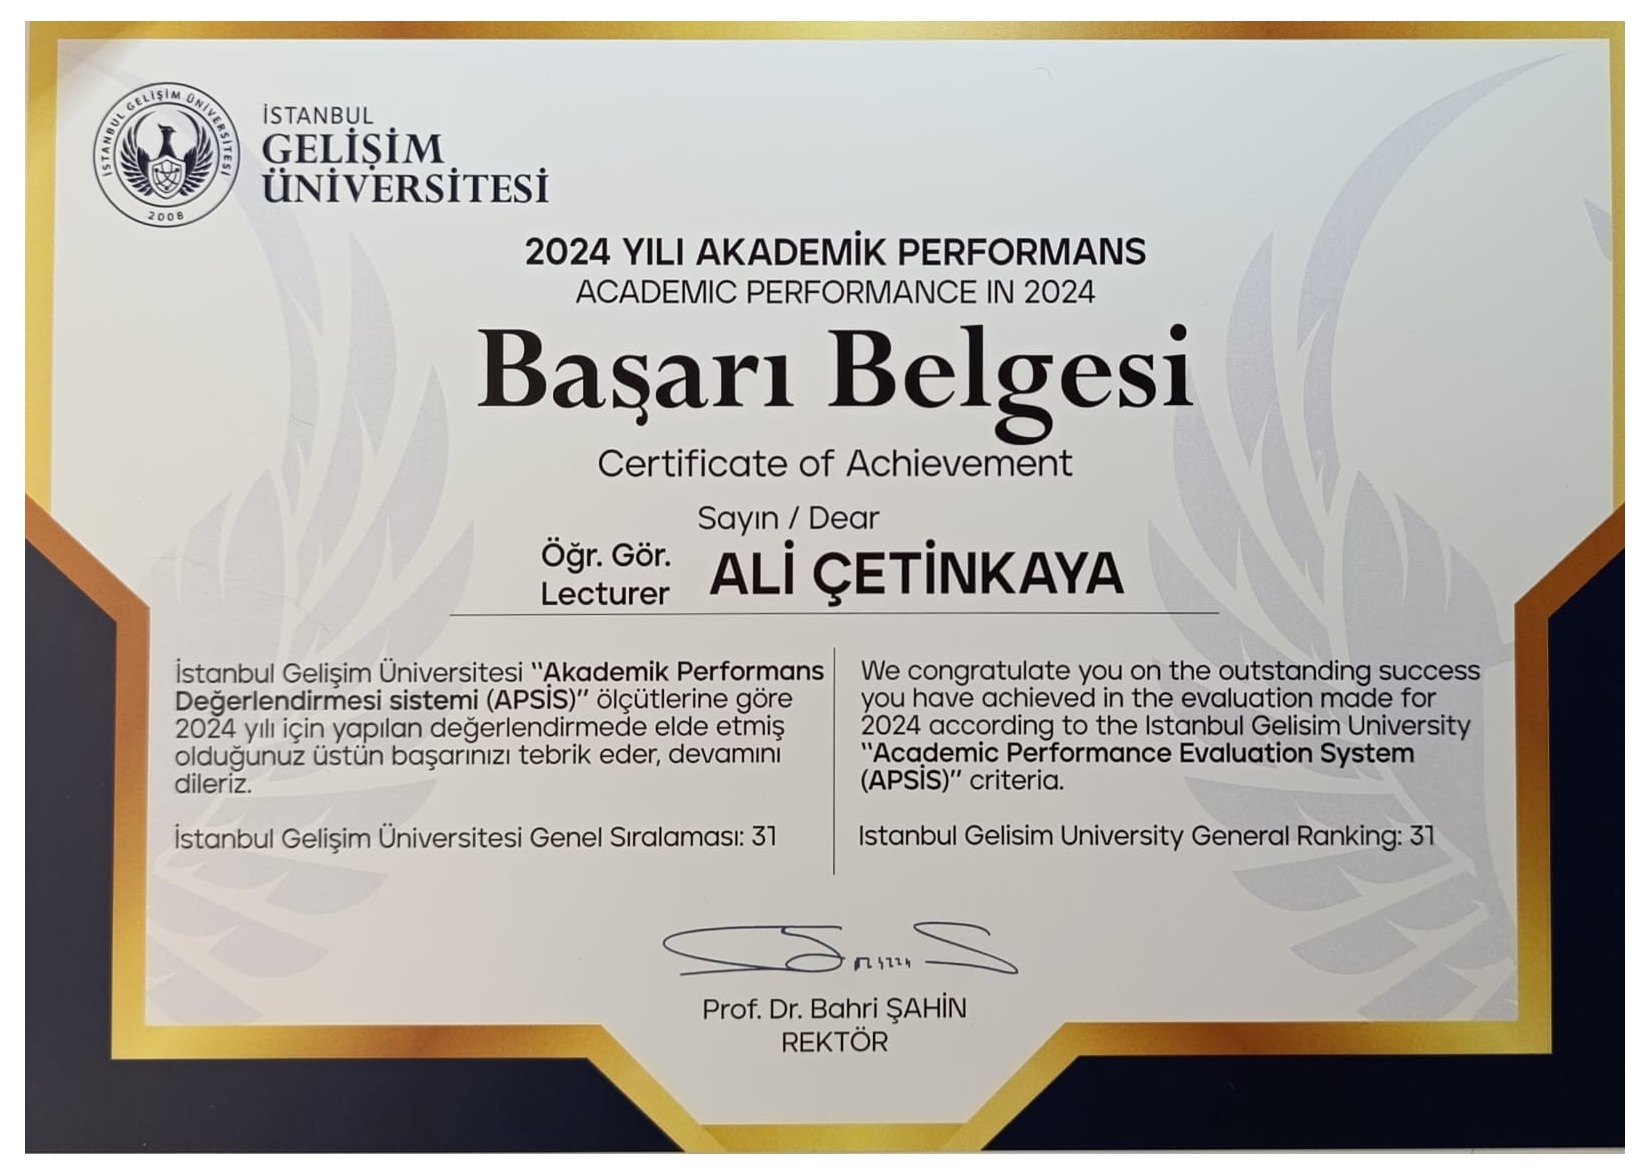 İSTANBUL GELİŞİM ÜNİVERSİTESİ
2008
İSTANBUL
GELİŞİM
ÜNİVERSİTESİ
2024 YILI AKADEMİK PERFORMANS
ACADEMIC PERFORMANCE IN 2024
Başarı Belgesi
Certificate of Achievement
Sayın / Dear
Öğr. Gör.
Lecturer
ALİ ÇETİNKAYA
İstanbul Gelişim Üniversitesi "Akademik Performans
Değerlendirmesi sistemi (APSİS)" ölçütlerine göre
2024 yılı için yapılan değerlendirmede elde etmiş
olduğunuz üstün başarınızı tebrik eder, devamını
dileriz.
İstanbul Gelişim Üniversitesi Genel Sıralaması: 31
We congratulate you on the outstanding success
you have achieved in the evaluation made for
2024 according to the Istanbul Gelisim University
"Academic Performance Evaluation System
(APSİS)" criteria.
Istanbul Gelisim University General Ranking: 31
Prof. Dr. Bahri ŞAHİN
REKTÖR